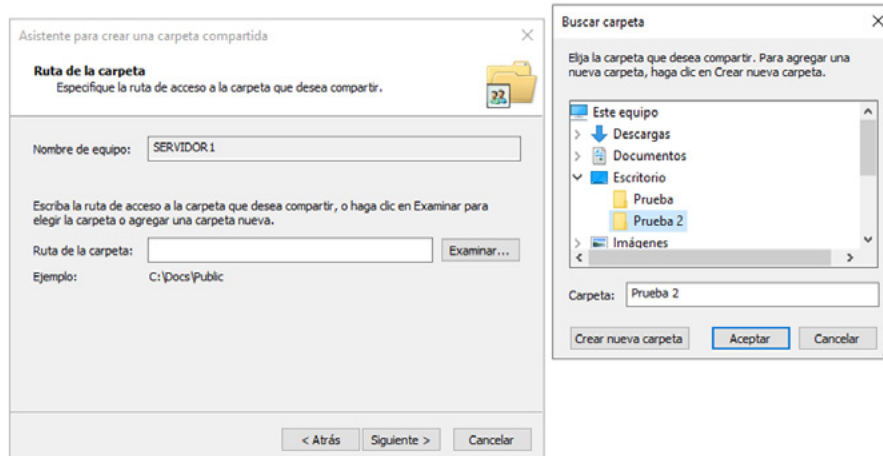 Asistente para crear una carpeta compartida
Ruta de la carpeta
Especifique la ruta de acceso a la carpeta que desea compartir.
Nombre de equipo:
SERVIDOR1
Escriba la ruta de acceso a la carpeta que desea compartir, o haga clic en Examinar para
elegir la carpeta o agregar una carpeta nueva.
Ruta de la carpeta:
Examinar...
Ejemplo:
C:\Docs\Public
< Atrás
Siguiente >
Cancelar
Buscar carpeta
Elija la carpeta que desea compartir. Para agregar una
nueva carpeta, haga clic en Crear nueva carpeta.
Este equipo
Descargas
Documentos
Escritorio
Prueba
Prueba 2
Imágenes
Carpeta:
Prueba 2
Crear nueva carpeta
Aceptar
Cancelar